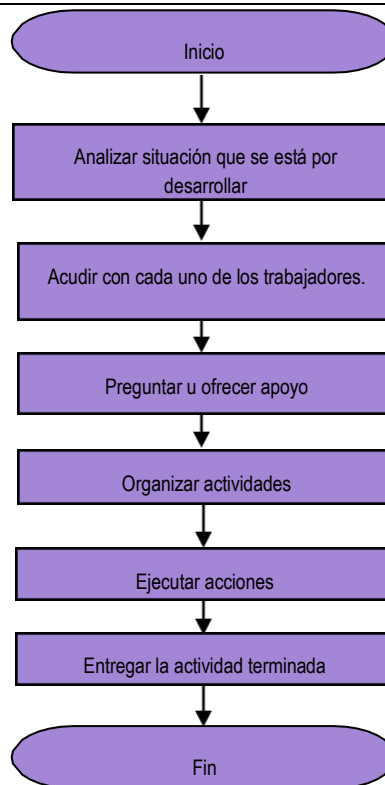 Inicio
Analizar situación que se está por
desarrollar
Acudir con cada uno de los trabajadores.
Preguntar u ofrecer apoyo
Organizar actividades
Ejecutar acciones
Entregar la actividad terminada
Fin